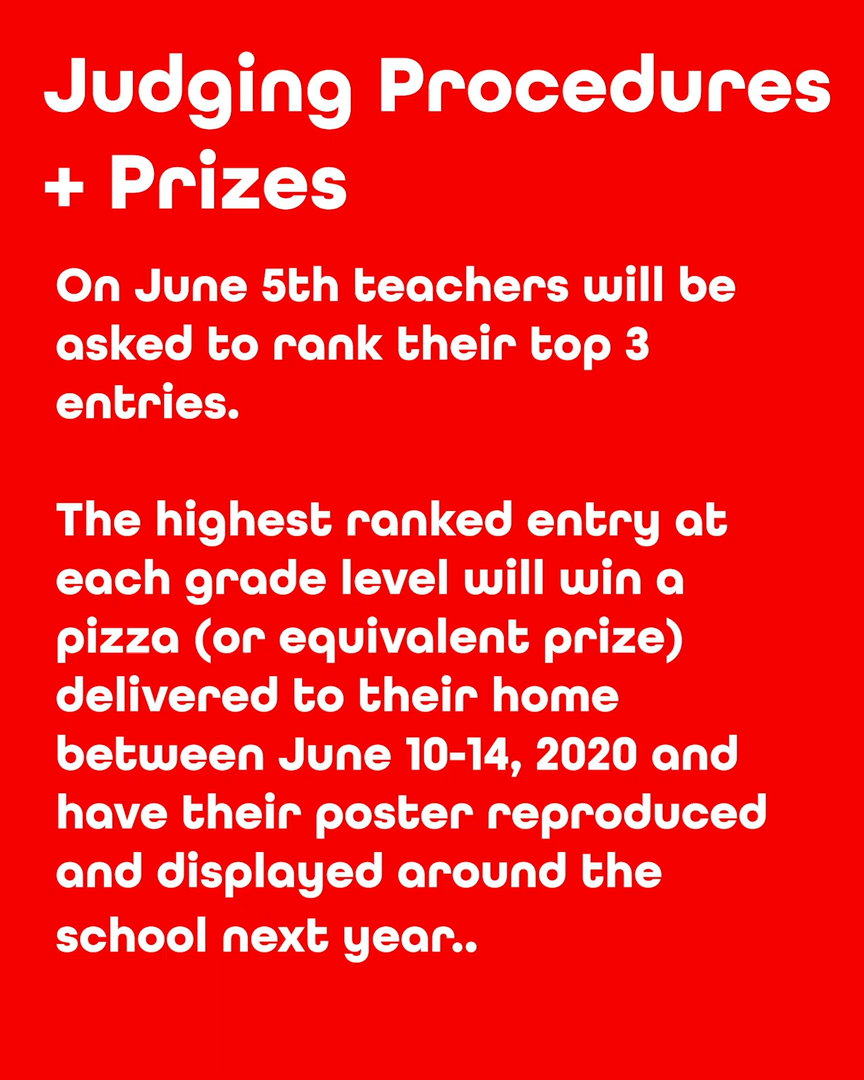 Judging Procedures
+ Prizes
On June 5th teachers will be
asked to rank their top 3
entries.
The highest ranked entry at
each grade level will win a
pizza (or equivalent prize)
delivered to their home
between June 10-14, 2020 and
have their poster reproduced
and displayed around the
school next year..